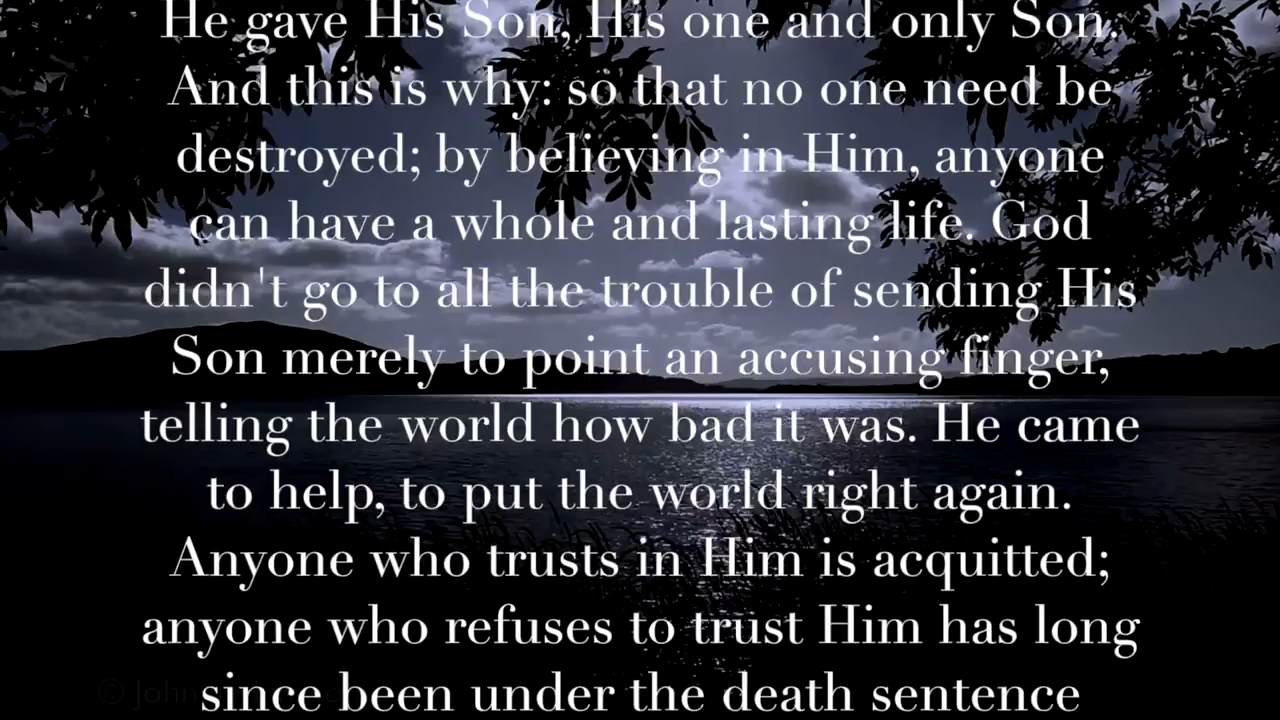 He gave His Son, His one and only Son.
And this is why: so that no one need be
destroyed; by believing in Him, anyone
can have a whole and lasting life. God
didn't go to all the trouble of sending His
Son merely to point an accusing finger,
telling the world how bad it was. He came
to help, to put the world right again.
Anyone who trusts in Him is acquitted;
anyone who refuses to trust Him has long
since been under the death sentence
© John